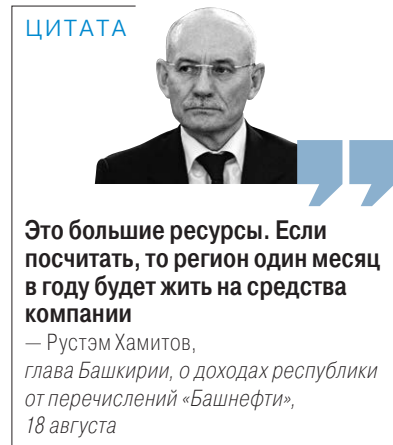 ЦИТАТА
Это большие ресурсы. Если
посчитать, то регион один месяц
в году будет жить на средства
компании
— Рустэм Хамитов,
глава Башкирии, о доходах республики
от перечислений «Башнефти»,
18 августа